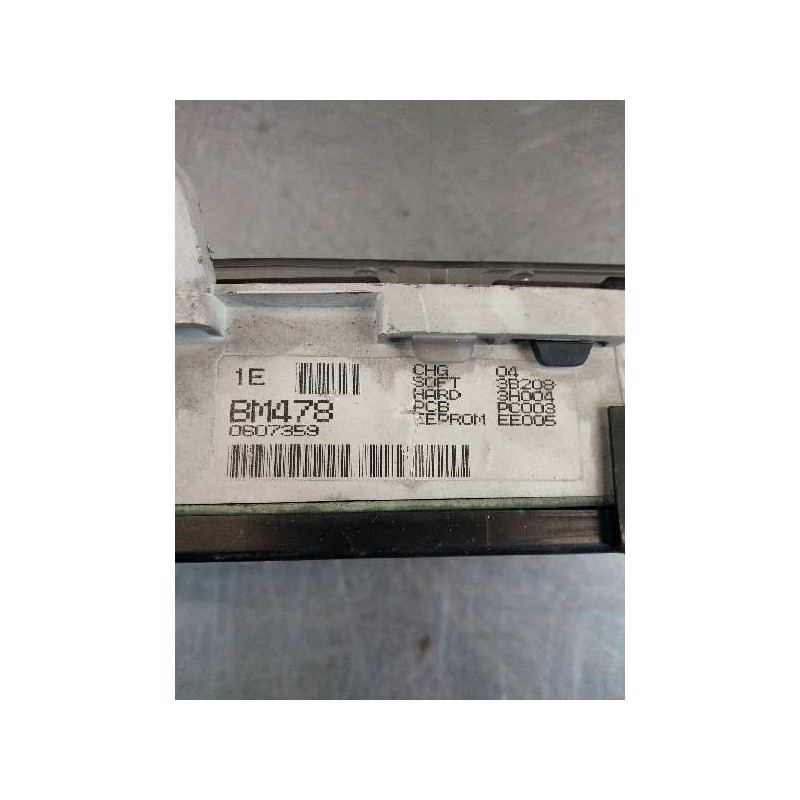 1E
BM478
0607359
CHG 04
SOFT 3B208
HARD 3H004
PCB PC003
EEPROM EE005